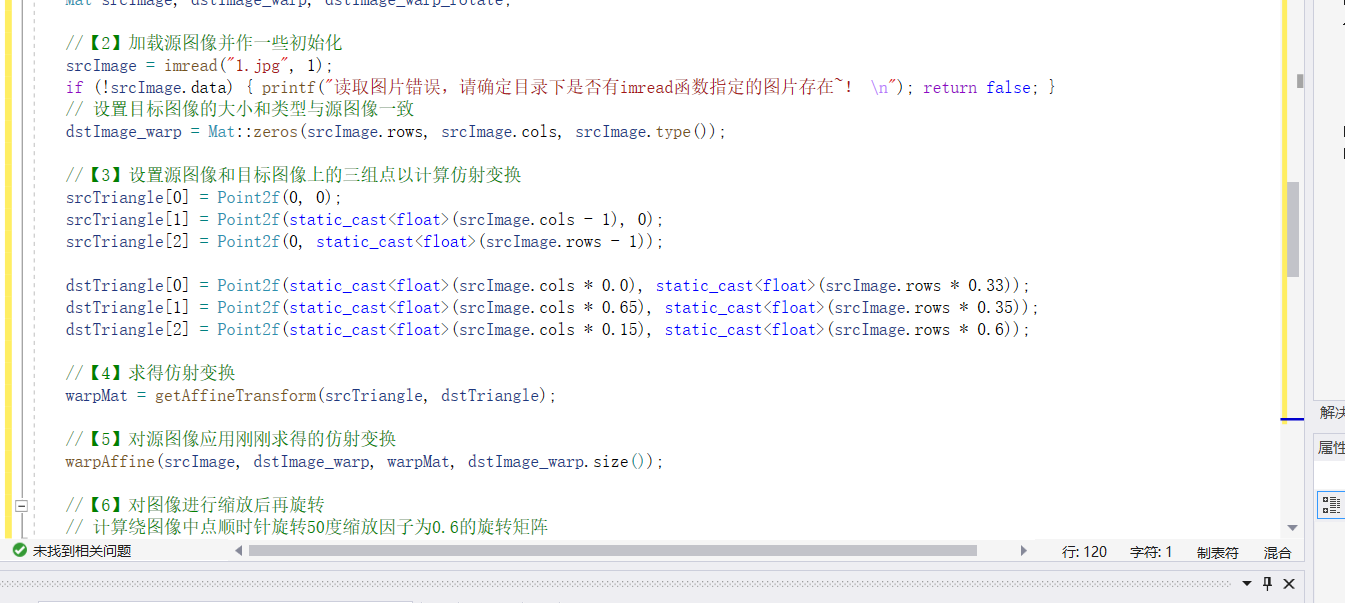 Mat srcImage, dstImage_warp, dstImage_warp_rotate;
//【2】加载源图像并作一些初始化
srcImage = imread("1.jpg", 1);
if (!srcImage.data) { printf("读取图片错误，请确定目录下是否有imread函数指定的图片存在~！ \n"); return false; }
// 设置目标图像的大小和类型与源图像一致
dstImage_warp = Mat::zeros(srcImage.rows, srcImage.cols, srcImage.type());
//【3】设置源图像和目标图像上的三组点以计算仿射变换
srcTriangle[0] = Point2f(0, 0);
srcTriangle[1] = Point2f(static_cast<float>(srcImage.cols - 1), 0);
srcTriangle[2] = Point2f(0, static_cast<float>(srcImage.rows - 1));
dstTriangle[0] = Point2f(static_cast<float>(srcImage.cols * 0.0), static_cast<float>(srcImage.rows * 0.33));
dstTriangle[1] = Point2f(static_cast<float>(srcImage.cols * 0.65), static_cast<float>(srcImage.rows * 0.35));
dstTriangle[2] = Point2f(static_cast<float>(srcImage.cols * 0.15), static_cast<float>(srcImage.rows * 0.6));
//【4】求得仿射变换
warpMat = getAffineTransform(srcTriangle, dstTriangle);
//【5】对源图像应用刚刚求得的仿射变换
warpAffine(srcImage, dstImage_warp, warpMat, dstImage_warp.size());
//【6】对图像进行缩放后再旋转
// 计算绕图像中点顺时针旋转50度缩放因子为0.6的旋转矩阵
未找到相关问题
行: 120 字符: 1 制表符 混合
解决
属性